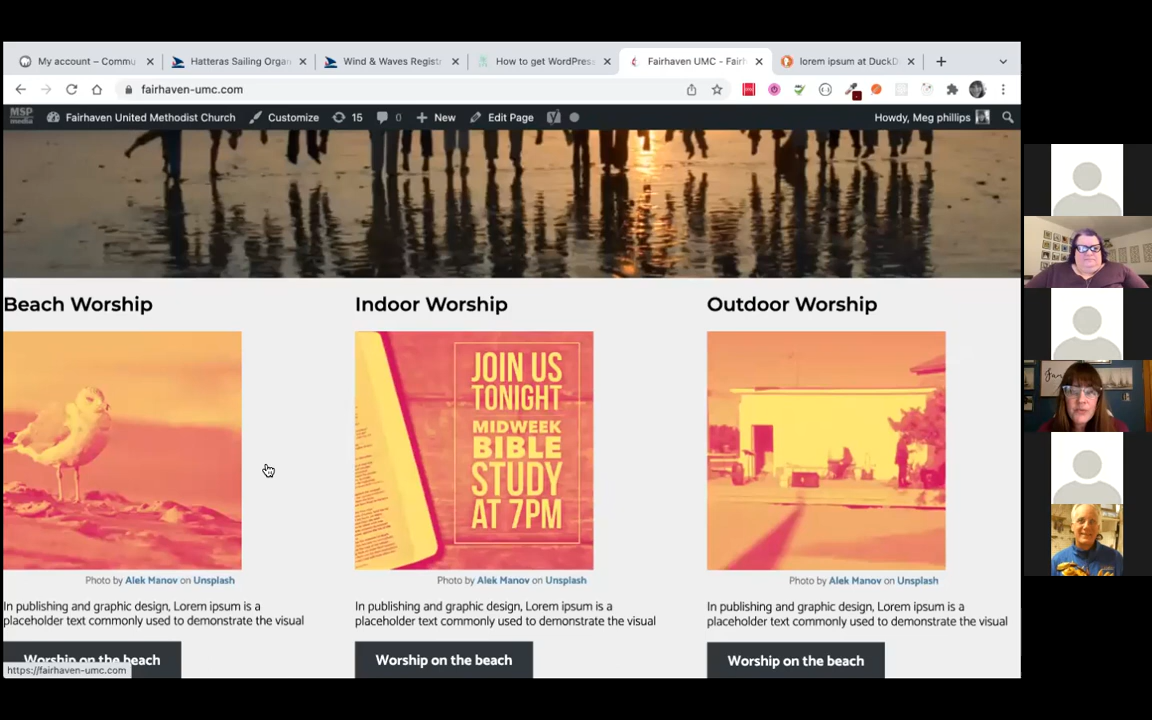 My account – Commu
Hatteras Sailing Organ
Wind & Waves Registr
How to get WordPress
Fairhaven UMC - Fairh
lorem ipsum at DuckD
fairhaven-umc.com
MSP media
Fairhaven United Methodist Church
Customize
15
0
New
Edit Page
Howdy, Meg phillips
Beach Worship
Indoor Worship
Outdoor Worship
JOIN US
TONIGHT
MIDWEEK
BIBLE
STUDY
AT 7PM
Photo by Alek Manov on Unsplash
Photo by Alek Manov on Unsplash
Photo by Alek Manov on Unsplash
In publishing and graphic design, Lorem ipsum is a
placeholder text commonly used to demonstrate the visual
In publishing and graphic design, Lorem ipsum is a
placeholder text commonly used to demonstrate the visual
In publishing and graphic design, Lorem ipsum is a
placeholder text commonly used to demonstrate the visual
Worship on the beach
Worship on the beach
Worship on the beach
https://fairhaven-umc.com